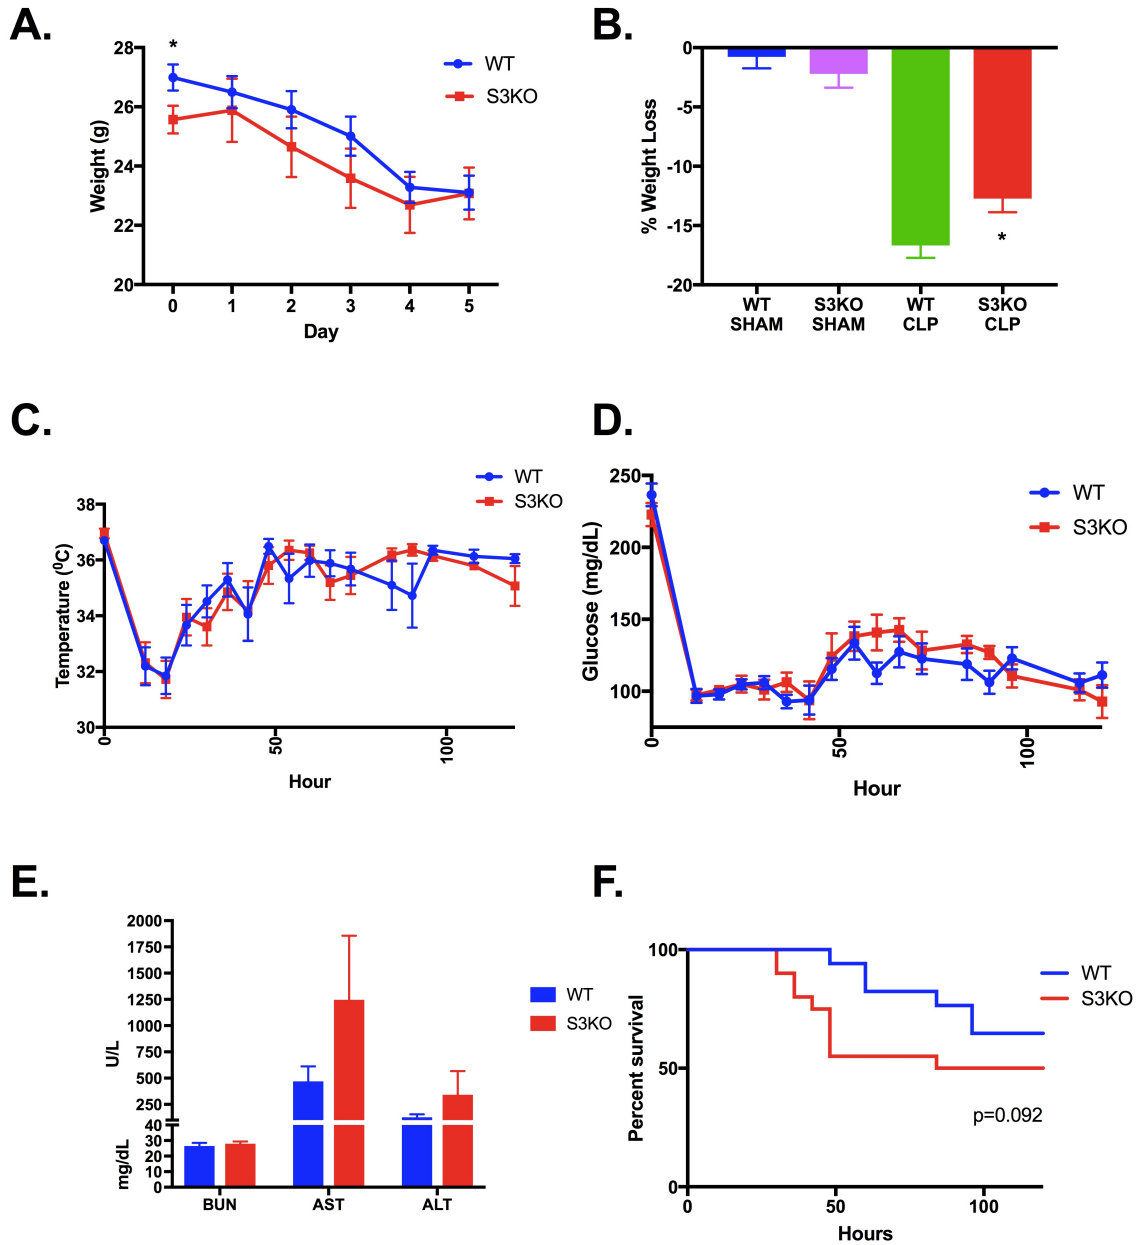 A.
*
WT
S3KO
28
26
24
22
20
Weight (g)
0 1 2 3 4 5
Day
B.
0
-5
-10
-15
-20
% Weight Loss
*
WT SHAM
S3KO SHAM
WT CLP
S3KO CLP
C.
WT
S3KO
38
36
34
32
30
Temperature (⁰C)
0 50 100
Hour
D.
WT
S3KO
250
200
150
100
Glucose (mg/dL)
0 50 100
Hour
E.
2000
1750
1500
1250
1000
750
500
250
40
30
20
10
0
U/L
mg/dL
WT
S3KO
BUN AST ALT
F.
100
50
0
Percent survival
WT
S3KO
p=0.092
0 50 100
Hours